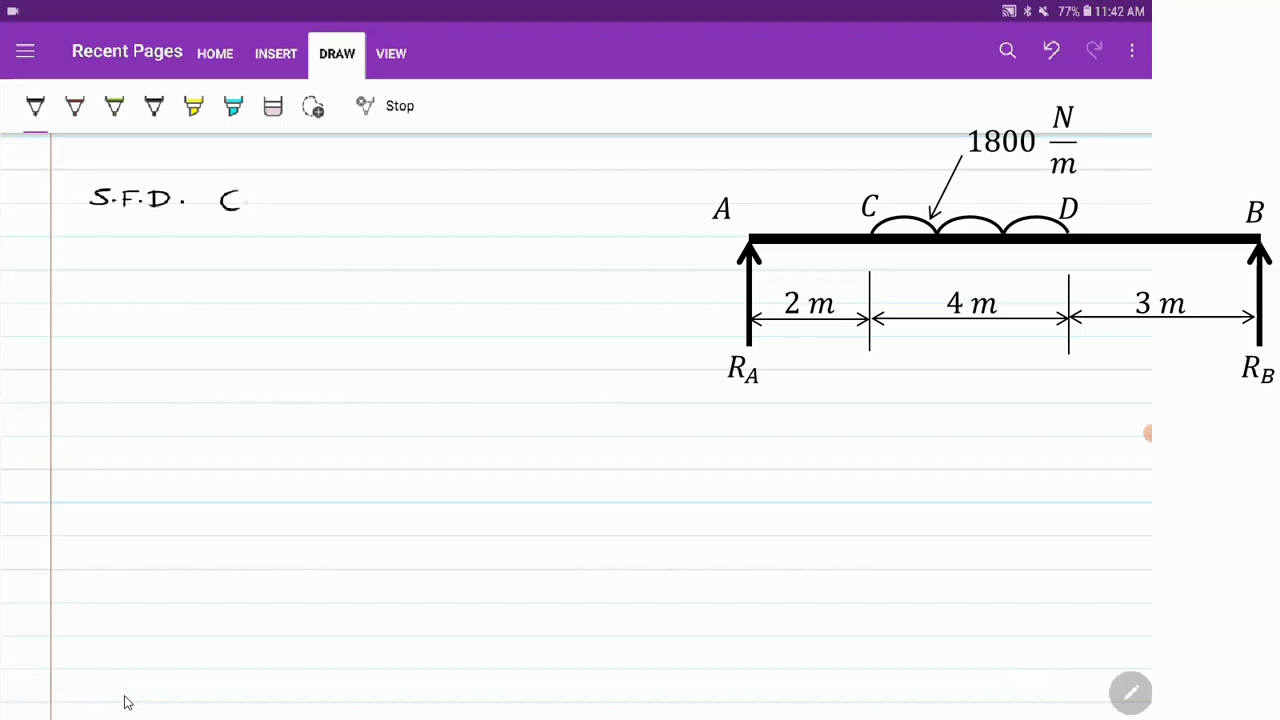 77% 11:42 AM
Recent Pages HOME INSERT DRAW VIEW
Stop
S.F.D. C
1800 N/m
A C D B
2 m 4 m 3 m
R_A R_B